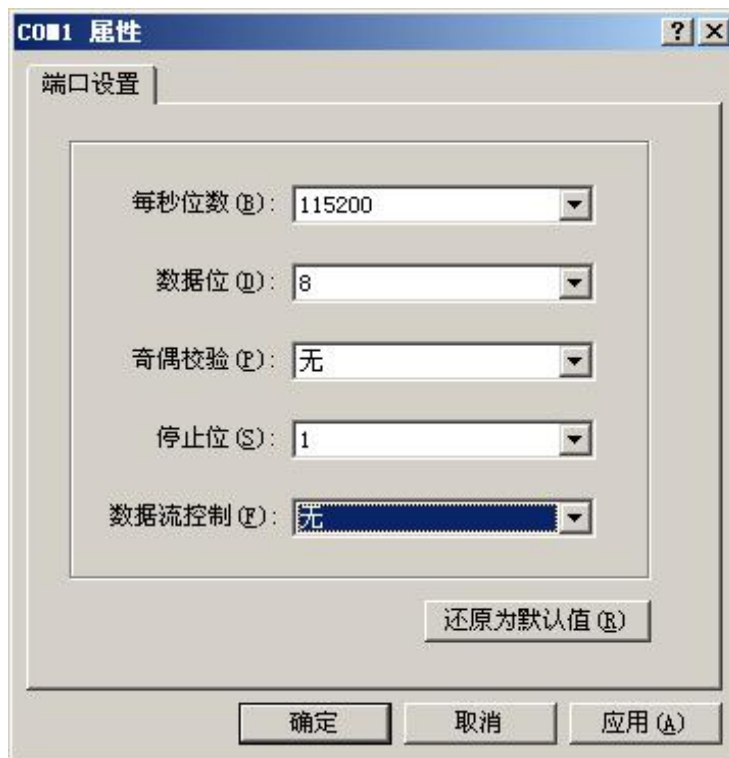 COM1 属性
端口设置
每秒位数(B): 115200
数据位(D): 8
奇偶校验(P): 无
停止位(S): 1
数据流控制(F): 无
还原为默认值(R)
确定 取消 应用(A)